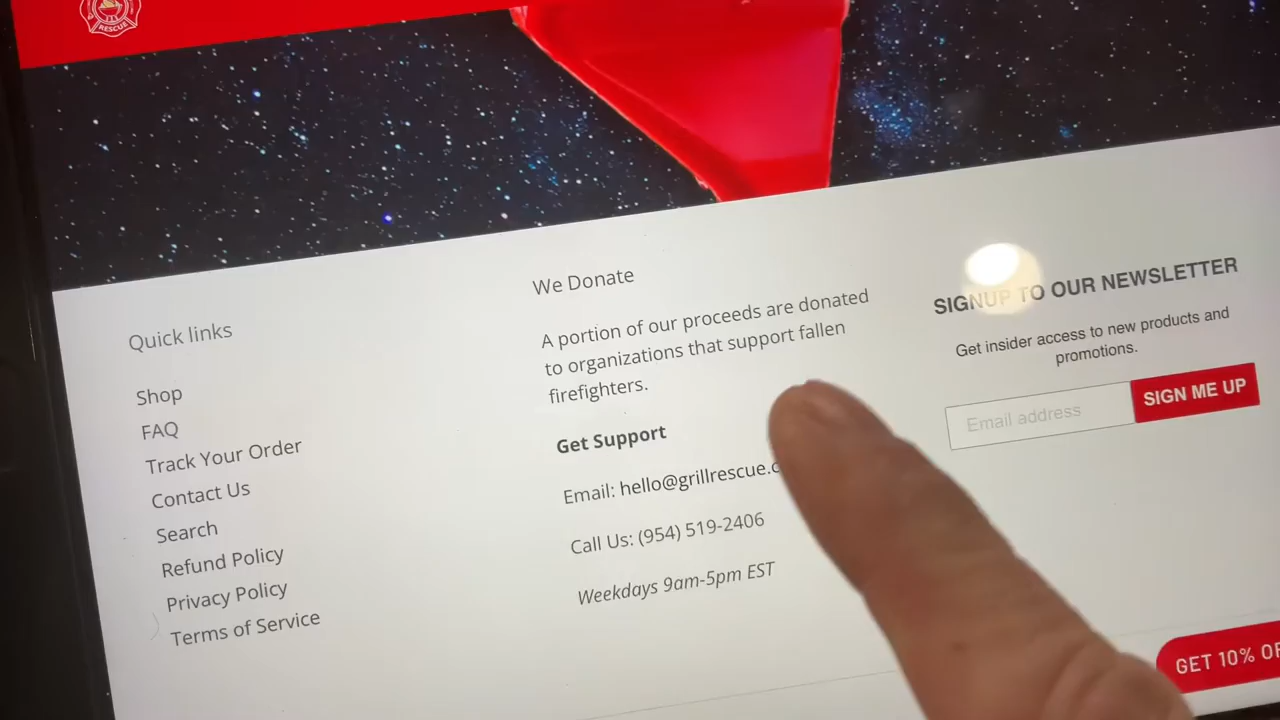 RESCUE
Quick links
Shop
FAQ
Track Your Order
Contact Us
Search
Refund Policy
Privacy Policy
Terms of Service
We Donate
A portion of our proceeds are donated
to organizations that support fallen
firefighters.
Get Support
Email: hello@grillrescue.c
Call Us: (954) 519-2406
Weekdays 9am-5pm EST
SIGNUP TO OUR NEWSLETTER
Get insider access to new products and
promotions.
Email address
SIGN ME UP
GET 10% OF